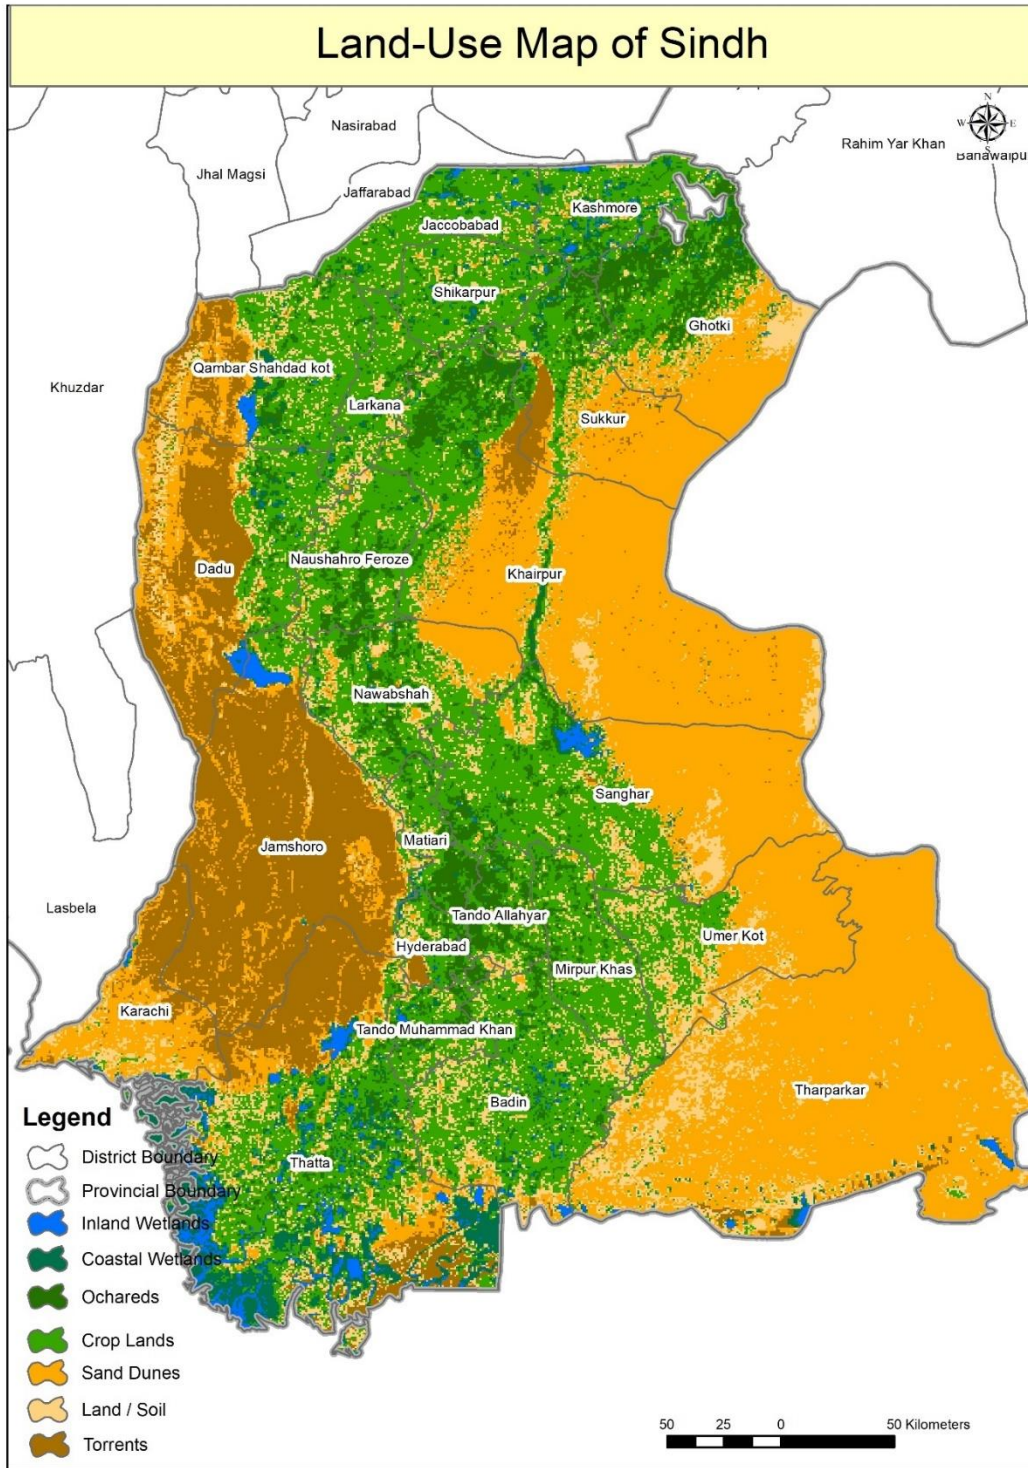 Land-Use Map of Sindh
N
W
E
S
Nasirabad
Rahim Yar Khan
Bahawalpu
Jhal Magsi
Jaffarabad
Kashmore
Jaccobabad
Shikarpur
Ghotki
Qambar Shahdad kot
Khuzdar
Larkana
Sukkur
Naushahro Feroze
Dadu
Khairpur
Nawabshah
Sanghar
Matiari
Jamshoro
Lasbela
Tando Allahyar
Umer Kot
Hyderabad
Mirpur Khas
Karachi
Tando Muhammad Khan
Tharparkar
Badin
Thatta
Legend
District Boundary
Provincial Boundary
Inland Wetlands
Coastal Wetlands
Ochareds
Crop Lands
Sand Dunes
Land / Soil
Torrents
50 25 0 50 Kilometers